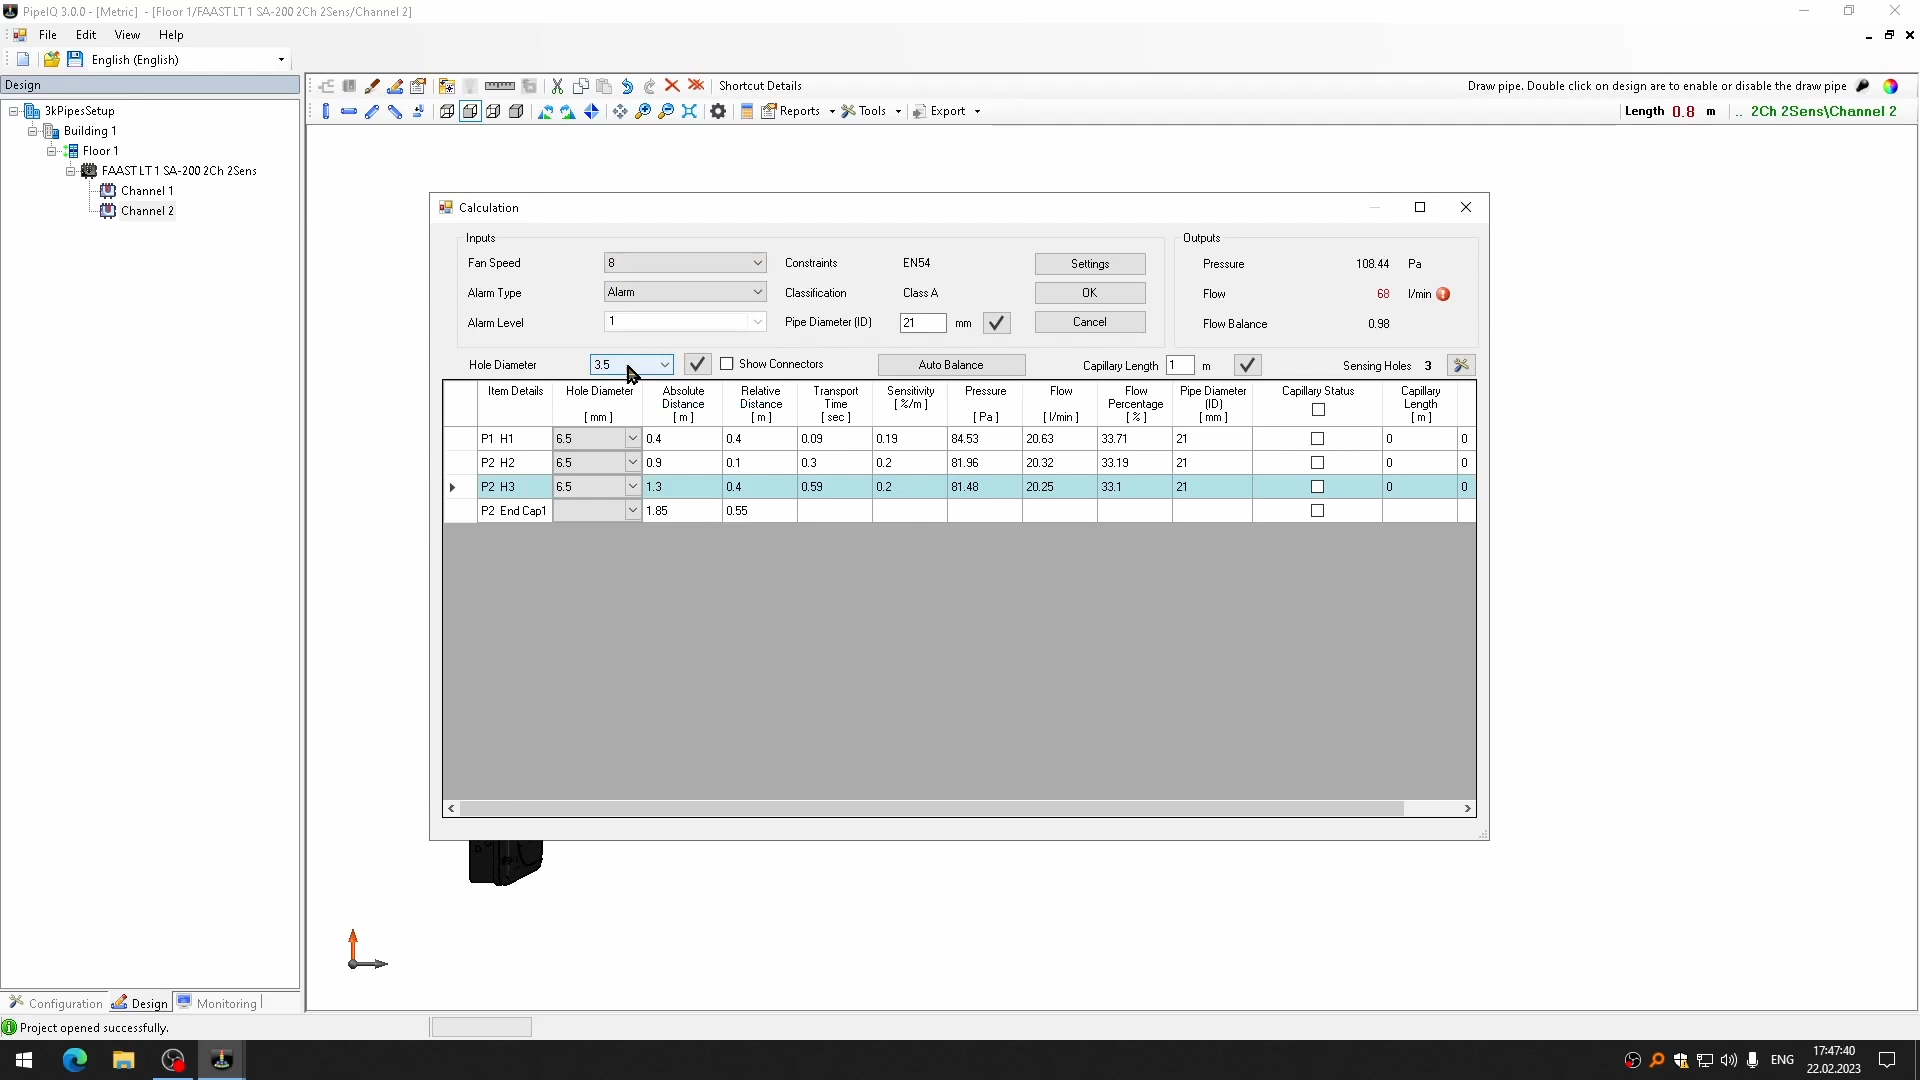 PipeIQ 3.0.0 - [Metric] - [Floor 1/FAAST LT 1 SA-200 2Ch 2Sens/Channel 2]
File Edit View Help
English (English)
Design
3kPipesSetup
Building 1
Floor 1
FAAST LT 1 SA-200 2Ch 2Sens
Channel 1
Channel 2
Shortcut Details
Draw pipe. Double click on design are to enable or disable the draw pipe
Reports Tools Export
Length 0.8 m .. 2Ch 2Sens\Channel 2
Calculation
Inputs
Fan Speed 8 Constraints EN54 Settings
Alarm Type Alarm Classification Class A OK
Alarm Level 1 Pipe Diameter (ID) 21 mm Cancel
Outputs
Pressure 108.44 Pa
Flow 68 l/min
Flow Balance 0.98
Hole Diameter 3.5 Show Connectors Auto Balance Capillary Length 1 m Sensing Holes 3
Item Details Hole Diameter [ mm ] Absolute Distance [ m ] Relative Distance [ m ] Transport Time [ sec ] Sensitivity [ %/m ] Pressure [ Pa ] Flow [ l/min ] Flow Percentage [ % ] Pipe Diameter (ID) [ mm ] Capillary Status Capillary Length [ m ]
P1 H1 6.5 0.4 0.4 0.09 0.19 84.53 20.63 33.71 21 0 0
P2 H2 6.5 0.9 0.1 0.3 0.2 81.96 20.32 33.19 21 0 0
P2 H3 6.5 1.3 0.4 0.59 0.2 81.48 20.25 33.1 21 0 0
P2 End Cap1 1.85 0.55
Configuration Design Monitoring
Project opened successfully.
ENG
17:47:40
22.02.2023